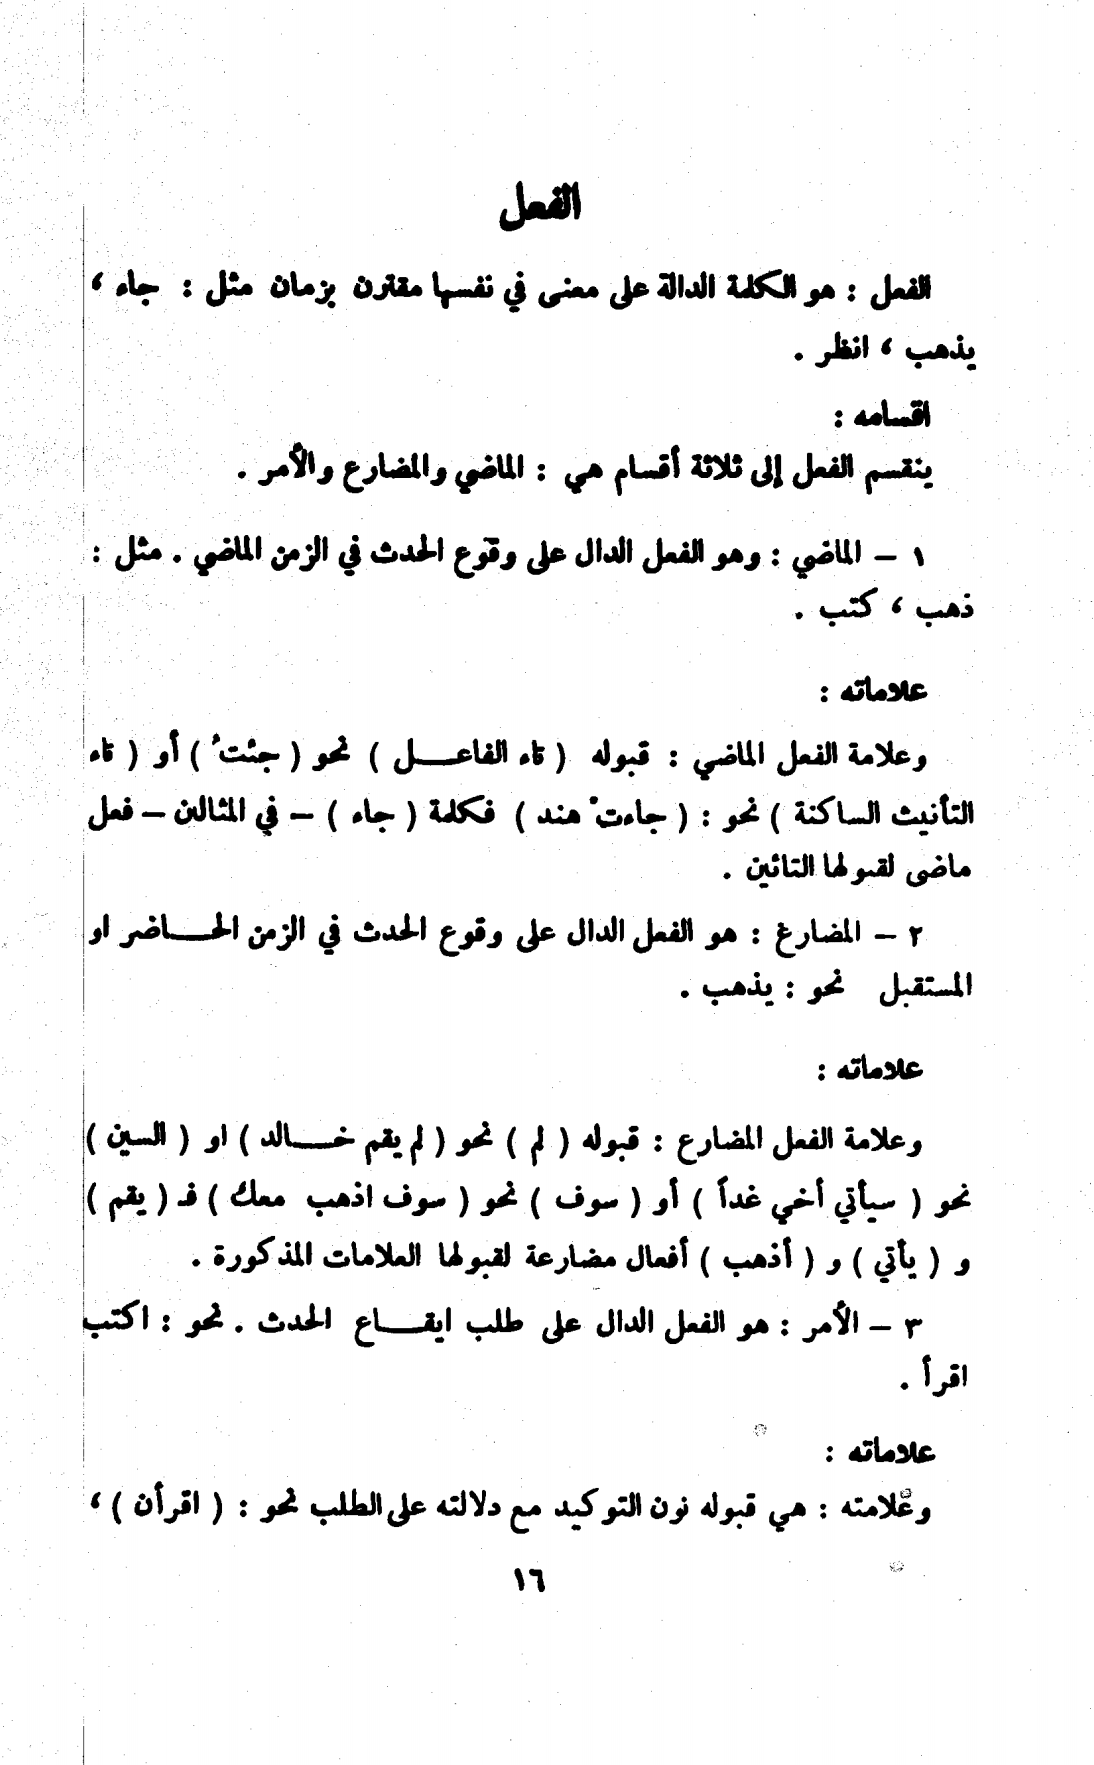 الفعل
الفعل : هو الكلمة الدالة على معنى في نفسها مقترن بزمان مثل : جاء ،
يذهب ، انظر .
اقسامه :
ينقسم الفعل إلى ثلاثة أقسام هي : الماضي والمضارع والأمر .
١ – الماضي : وهو الفعل الدال على وقوع الحدث في الزمن الماضي . مثل :
ذهب ، كتب .
علاماته :
وعلامة الفعل الماضي : قبوله ( تاء الفاعـــل ) نحو ( جئتُ ) أو ( تاء
التأنيث الساكنة ) نحو : ( جاءتْ هند ) فكلمة ( جاء ) – في المثالين – فعل
ماضى لقبولها التائين .
٢ – المضارغ : هو الفعل الدال على وقوع الحدث في الزمن الحـــاضر او
المستقبل نحو : يذهب .
علاماته :
وعلامة الفعل المضارع : قبوله ( لم ) نحو ( لم يقم خـــالد ) او ( السين )
نحو ( سيأتي أخي غداً ) أو ( سوف ) نحو ( سوف اذهب معك ) فـ ( يقم )
و ( يأتي ) و ( أذهب ) أفعال مضارعة لقبولها العلامات المذكورة .
٣ – الأمر : هو الفعل الدال على طلب ايقـــاع الحدث . نحو : اكتب
اقرأ .
علاماته :
وعلامته : هي قبوله نون التوكيد مع دلالته على الطلب نحو : ( اقرأن ) ،
١٦